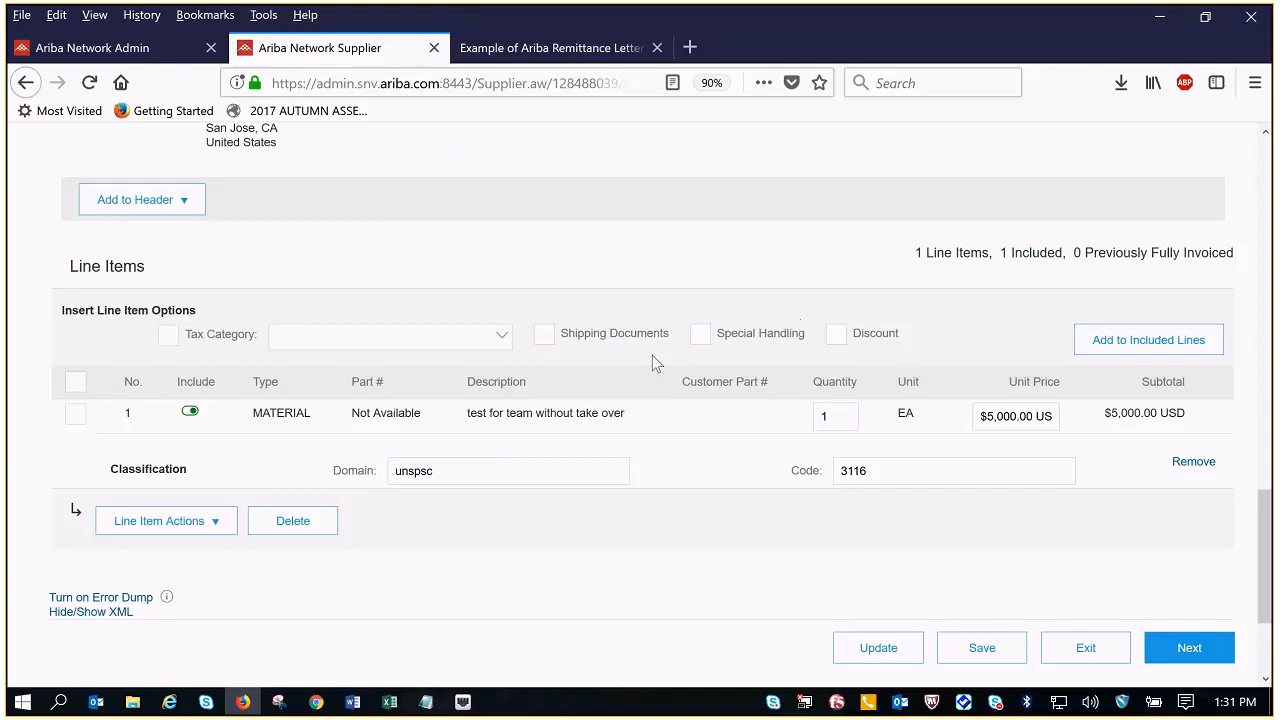 File Edit View History Bookmarks Tools Help
Ariba Network Admin
Ariba Network Supplier
Example of Ariba Remittance Letter
https://admin.snv.ariba.com:8443/Supplier.aw/128488039/
90%
Search
ABP
Most Visited
Getting Started
2017 AUTUMN ASSE...
San Jose, CA
United States
Add to Header
1 Line Items, 1 Included, 0 Previously Fully Invoiced
Line Items
Insert Line Item Options
Tax Category:
Shipping Documents
Special Handling
Discount
Add to Included Lines
No. Include Type Part # Description Customer Part # Quantity Unit Unit Price Subtotal
1 MATERIAL Not Available test for team without take over 1 EA $5,000.00 US $5,000.00 USD
Classification Domain: unspsc Code: 3116 Remove
Line Item Actions Delete
Turn on Error Dump
Hide/Show XML
Update Save Exit Next
1:31 PM